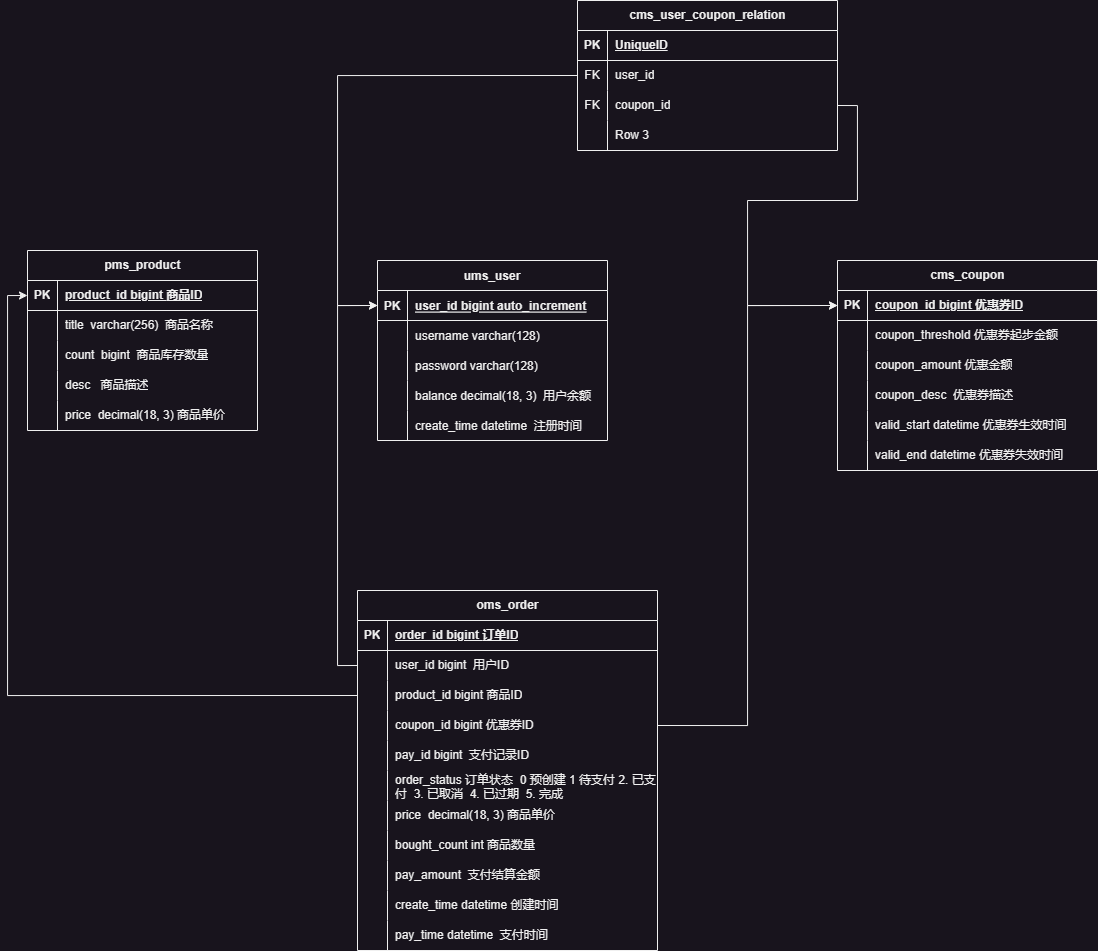 cms_user_coupon_relation
PK UniqueID
FK user_id
FK coupon_id
Row 3
pms_product
PK product_id bigint 商品ID
title varchar(256) 商品名称
count bigint 商品库存数量
desc 商品描述
price decimal(18, 3) 商品单价
ums_user
PK user_id bigint auto_increment
username varchar(128)
password varchar(128)
balance decimal(18, 3) 用户余额
create_time datetime 注册时间
cms_coupon
PK coupon_id bigint 优惠券ID
coupon_threshold 优惠券起步金额
coupon_amount 优惠金额
coupon_desc 优惠券描述
valid_start datetime 优惠券生效时间
valid_end datetime 优惠券失效时间
oms_order
PK order_id bigint 订单ID
user_id bigint 用户ID
product_id bigint 商品ID
coupon_id bigint 优惠券ID
pay_id bigint 支付记录ID
order_status 订单状态 0 预创建 1 待支付 2. 已支
付 3. 已取消 4. 已过期 5. 完成
price decimal(18, 3) 商品单价
bought_count int 商品数量
pay_amount 支付结算金额
create_time datetime 创建时间
pay_time datetime 支付时间